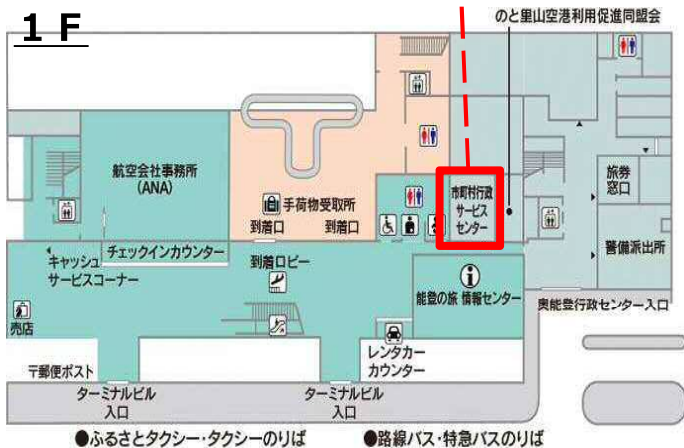 1F
のと里山空港利用促進同盟会
航空会社事務所
(ANA)
手荷物受取所
到着口
到着口
市町村行政
サービス
センター
旅券
窓口
警備派出所
チェックインカウンター
キャッシュ
サービスコーナー
到着ロビー
能登の旅 情報センター
奥能登行政センター入口
売店
レンタカー
カウンター
〒郵便ポスト
ターミナルビル
入口
ターミナルビル
入口
●ふるさとタクシー・タクシーのりば
●路線バス・特急バスのりば